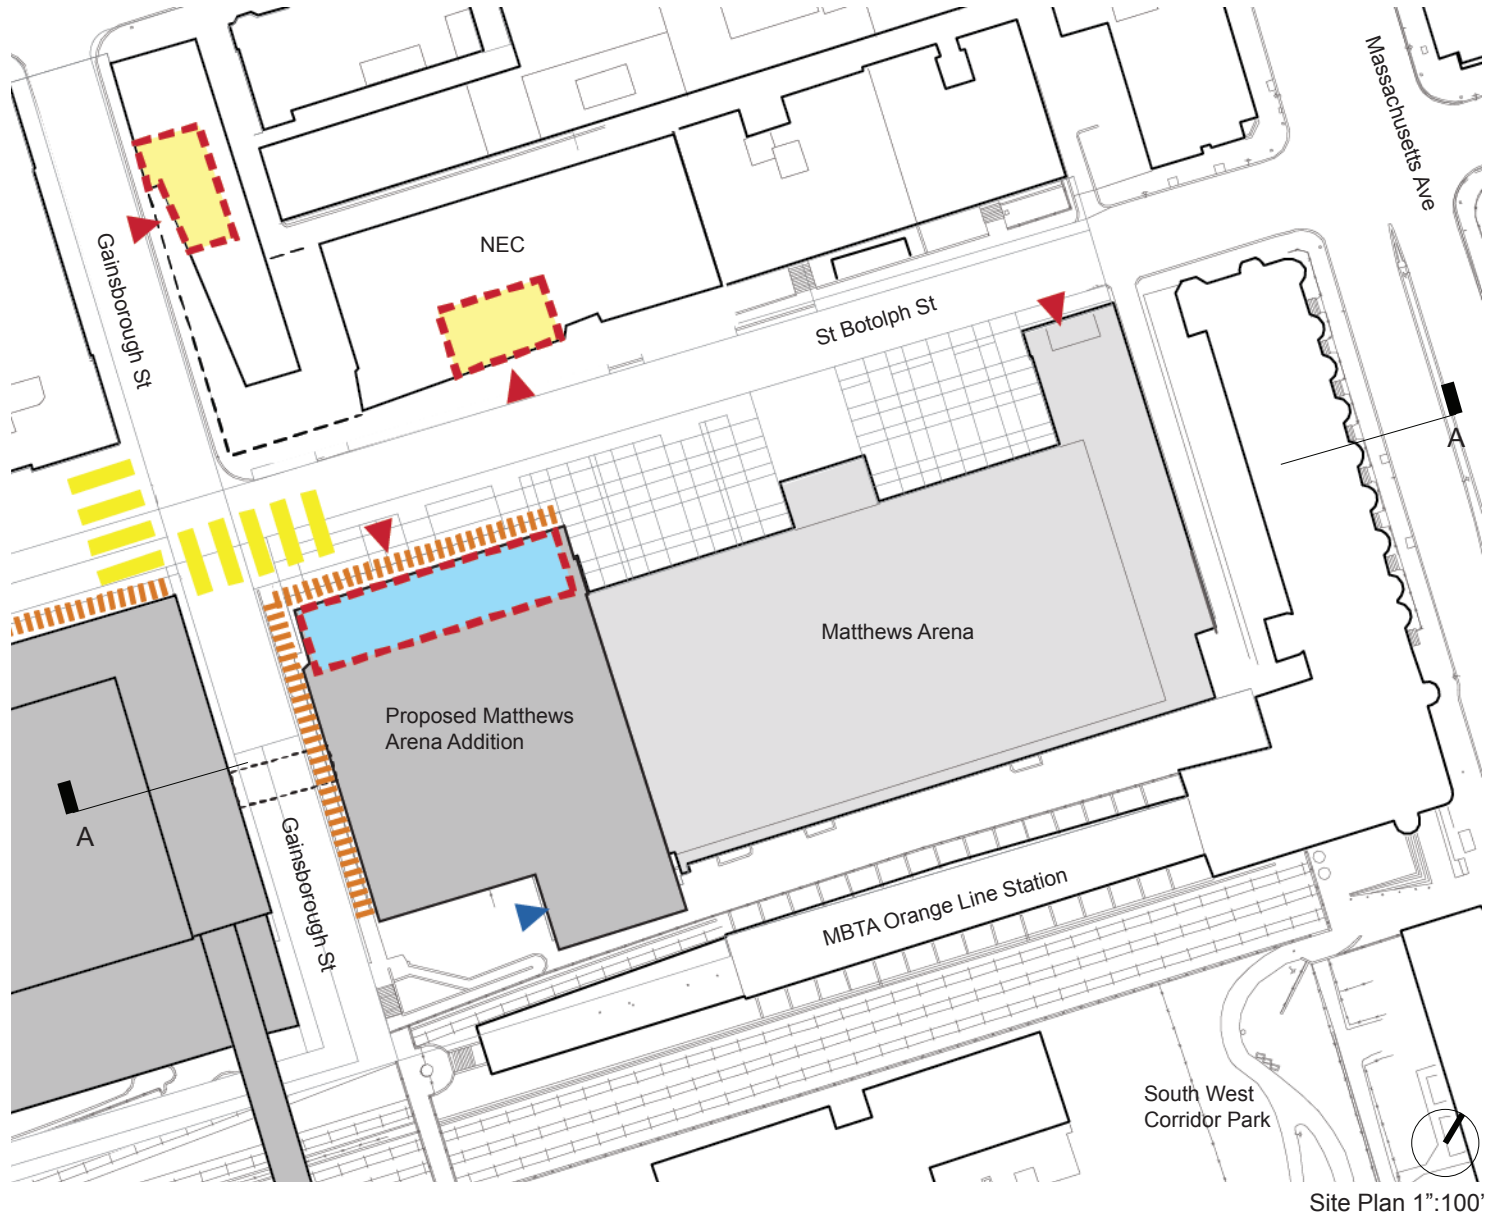 Massachusetts Ave
Gainsborough St
NEC
St Botolph St
A
Matthews Arena
Proposed Matthews
Arena Addition
A
Gainsborough St
MBTA Orange Line Station
South West
Corridor Park
Site Plan 1”:100’